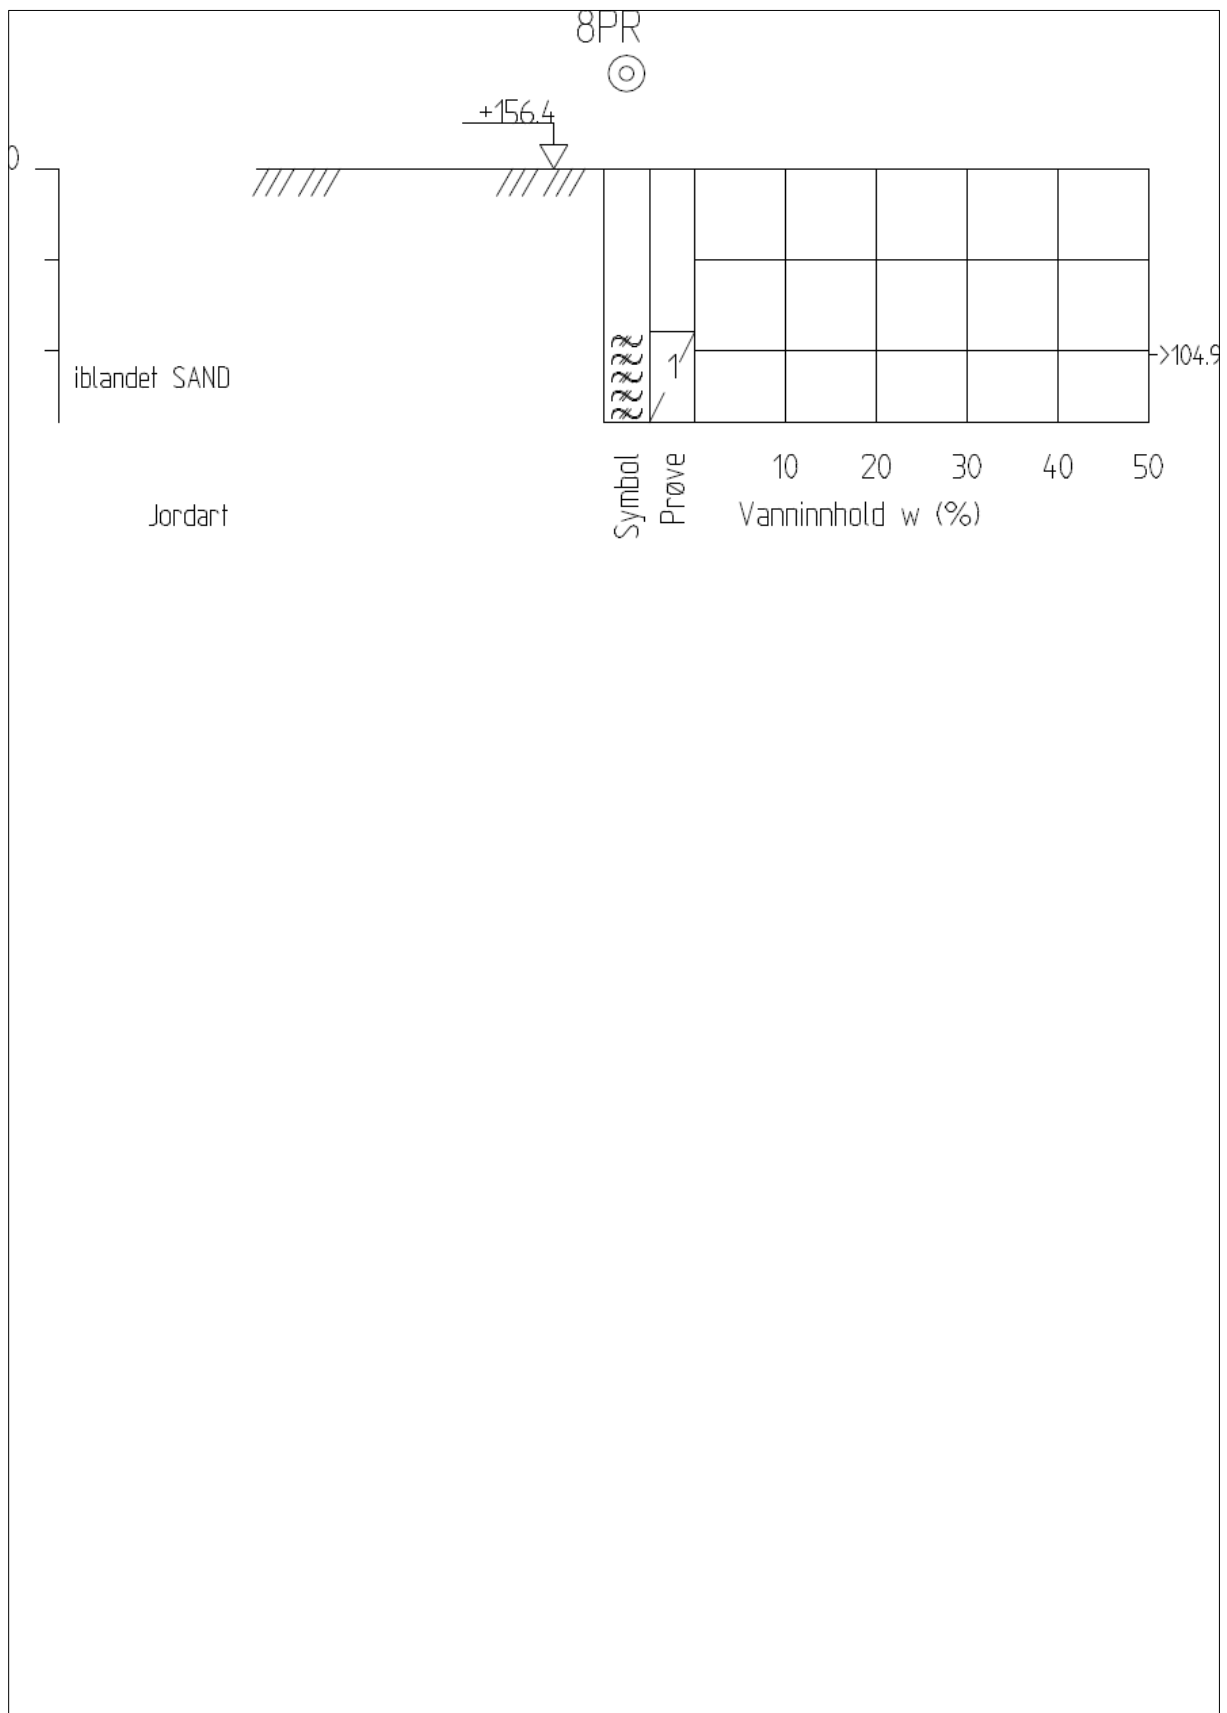 8PR
+156.4
0
->104.9
1
iblandet SAND
10 20 30 40 50
Symbol
Prøve
Jordart
Vanninnhold w (%)